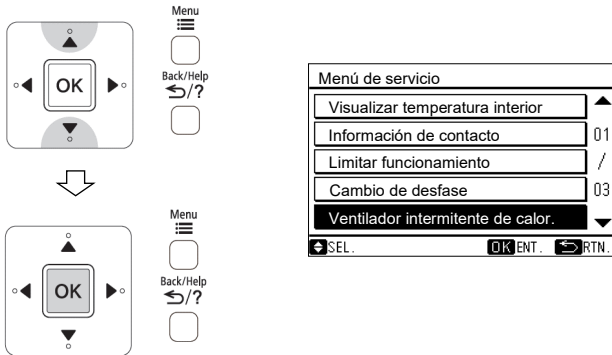 Menu
OK
Back/Help
/?
Menu
OK
Back/Help
/?
Menú de servicio
Visualizar temperatura interior
Información de contacto
Limitar funcionamiento
Cambio de desfase
Ventilador intermitente de calor.
01
/
03
SEL. OK ENT. RTN.